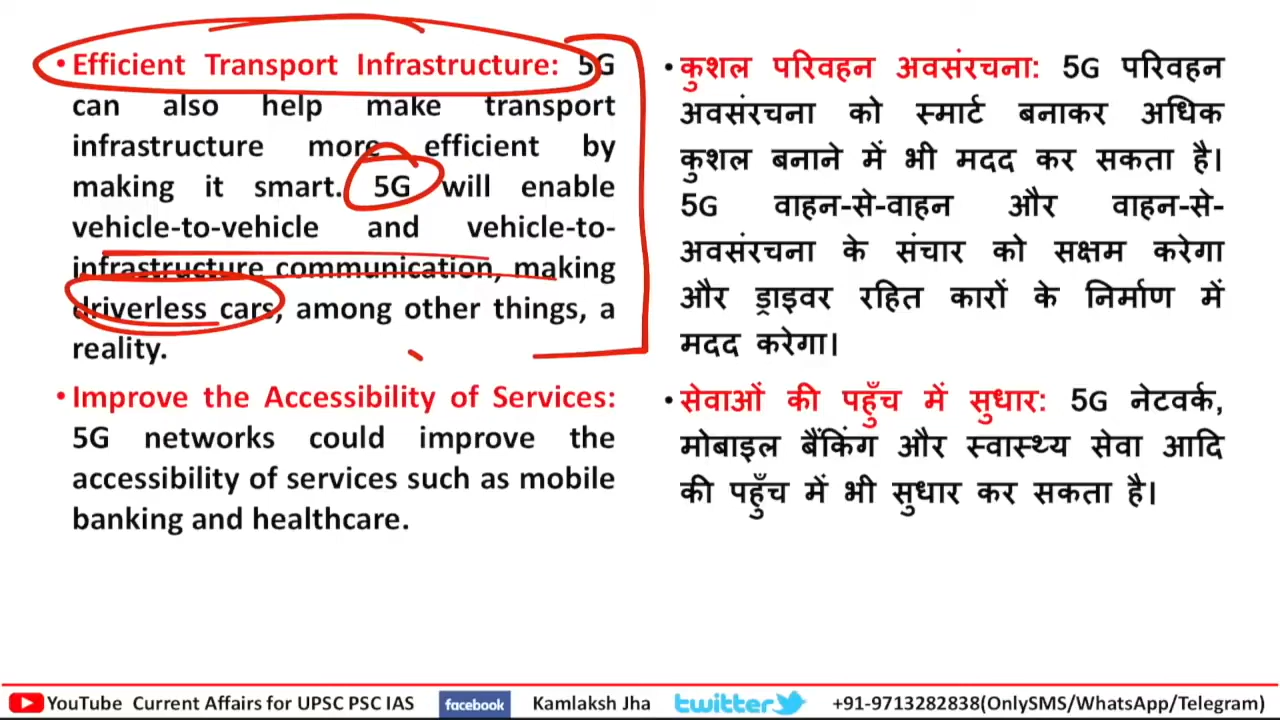 • Efficient Transport Infrastructure: 5G
can also help make transport
infrastructure more efficient by
making it smart. 5G will enable
vehicle-to-vehicle and vehicle-to-
infrastructure communication, making
driverless cars, among other things, a
reality.
• Improve the Accessibility of Services:
5G networks could improve the
accessibility of services such as mobile
banking and healthcare.
• कुशल परिवहन अवसंरचना: 5G परिवहन
अवसंरचना को स्मार्ट बनाकर अधिक
कुशल बनाने में भी मदद कर सकता है।
5G वाहन-से-वाहन और वाहन-से-
अवसंरचना के संचार को सक्षम करेगा
और ड्राइवर रहित कारों के निर्माण में
मदद करेगा।
• सेवाओं की पहुँच में सुधार: 5G नेटवर्क,
मोबाइल बैंकिंग और स्वास्थ्य सेवा आदि
की पहुँच में भी सुधार कर सकता है।
YouTube Current Affairs for UPSC PSC IAS facebook Kamlaksh Jha twitter +91-9713282838(OnlySMS/WhatsApp/Telegram)